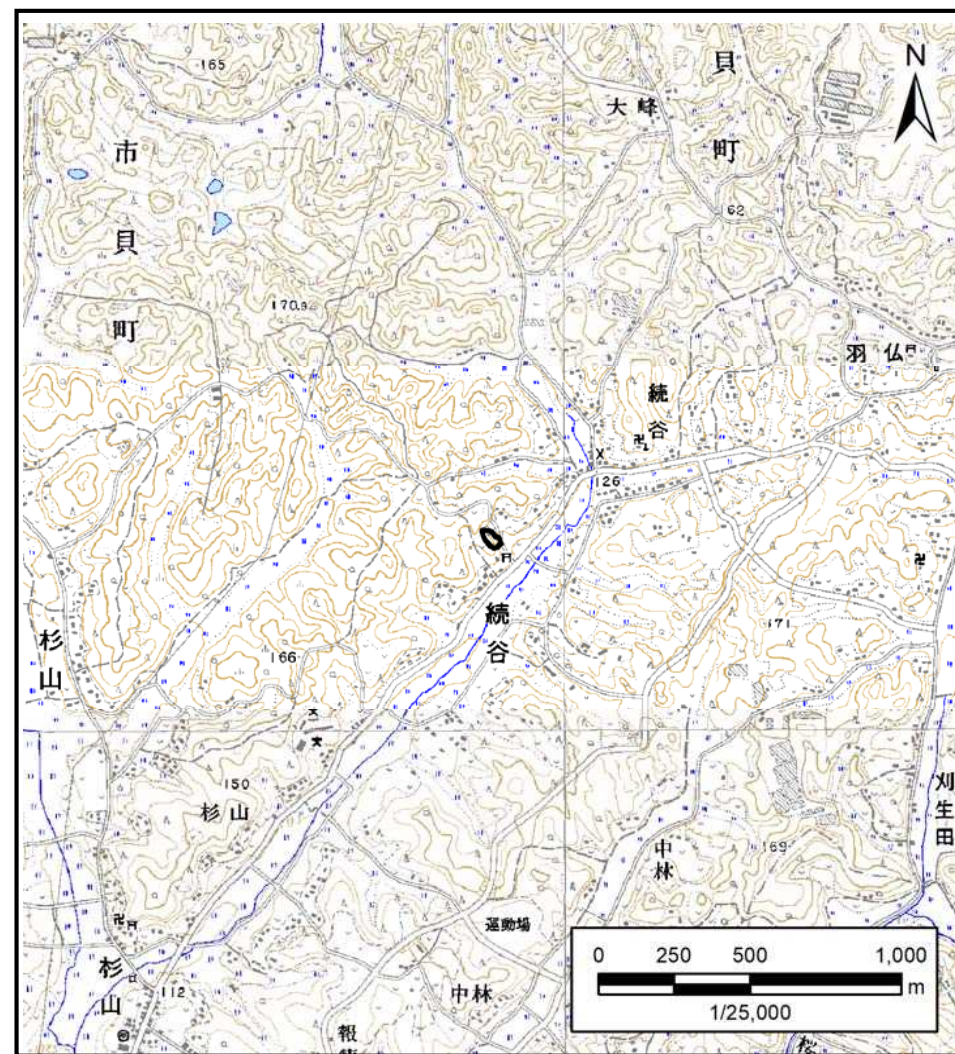 165
大峰
貝
町
N
市
貝
町
62
170.3
羽仏
続
谷
126
続
谷
171
杉
山
166
150
杉山
文
刈
生
田
中
林
169
運動場
杉
山
112
中林
報
0 250 500 1,000
m
1/25,000